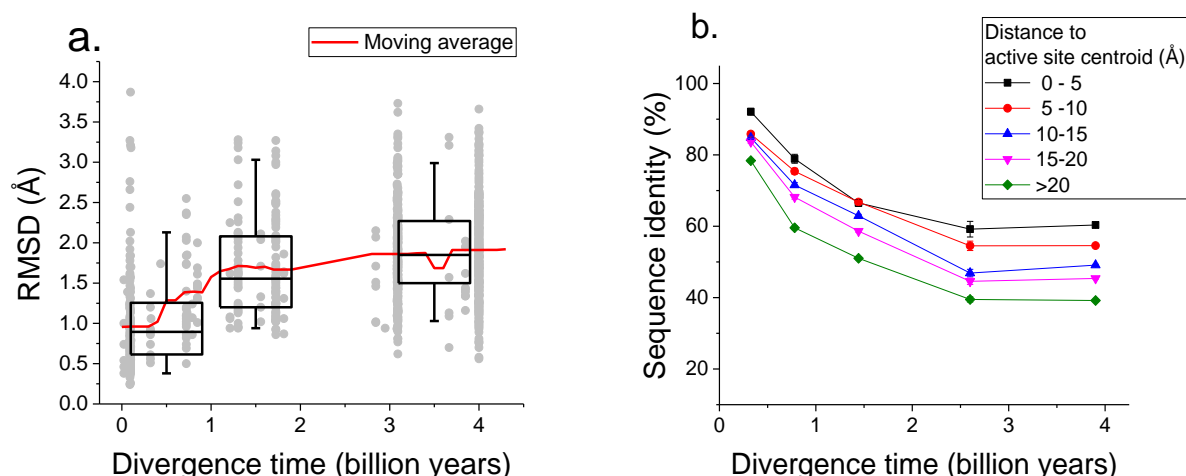 a.
Moving average
4.0
3.5
3.0
2.5
2.0
1.5
1.0
0.5
0.0
RMSD (Å)
0 1 2 3 4
Divergence time (billion years)
b.
Distance to
active site centroid (Å)
0 - 5
5 -10
10-15
15-20
>20
100
80
60
40
20
Sequence identity (%)
0 1 2 3 4
Divergence time (billion years)